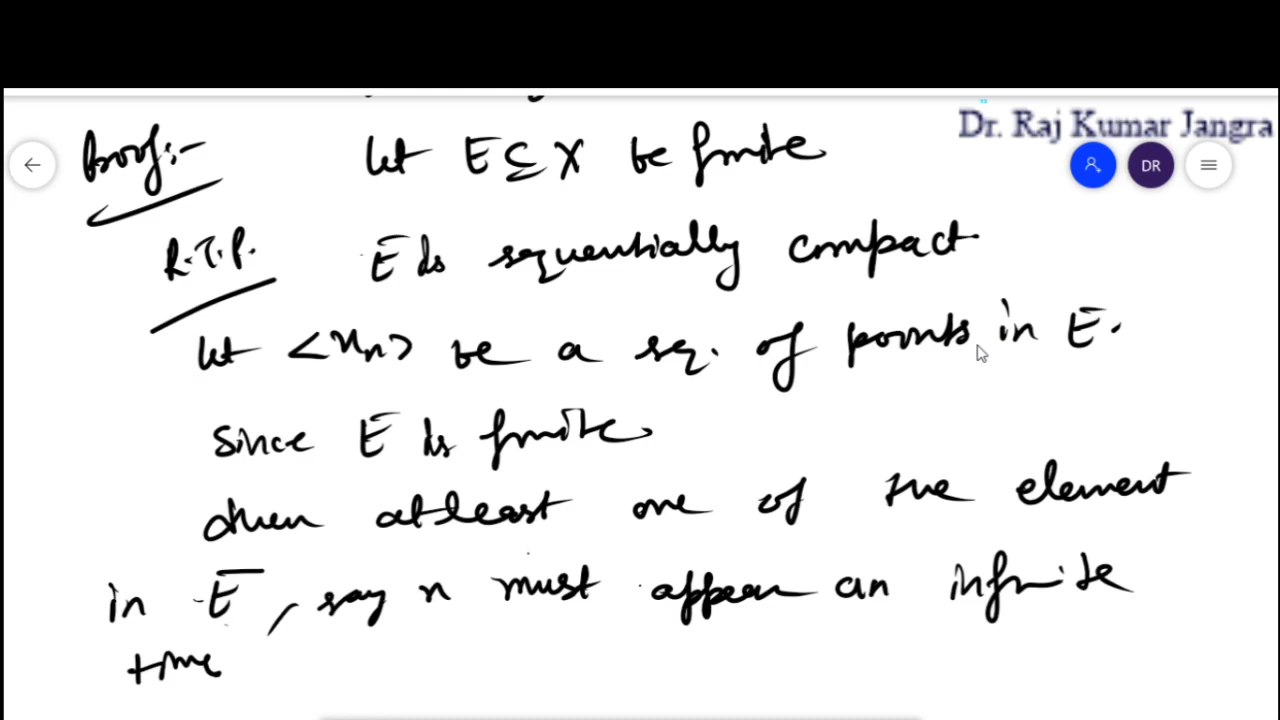 Dr. Raj Kumar Jangra
Proof:- Let E ⊆ X be finite
DR
R.T.P. E is sequentially compact
Let <xn> be a seq. of points in E.
Since E is finite
then atleast one of the element
in E, say x must appear an infinite
time